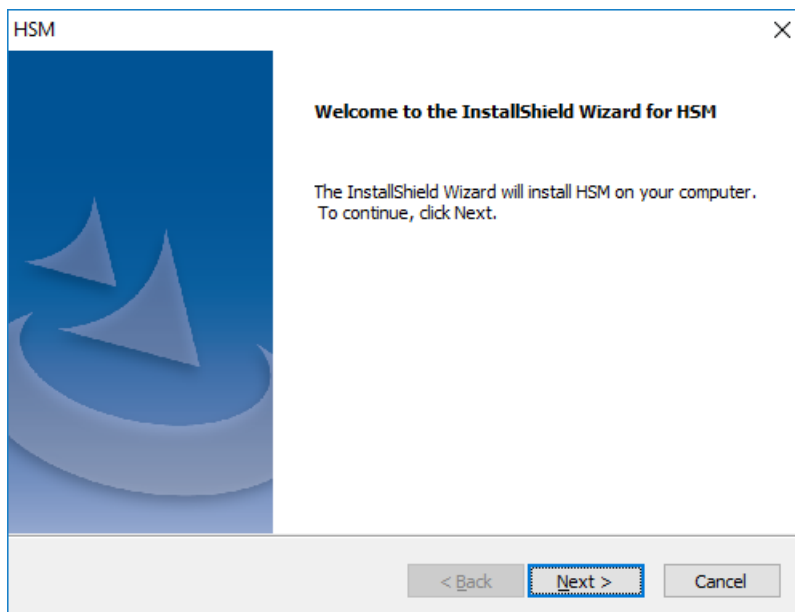 HSM
Welcome to the InstallShield Wizard for HSM
The InstallShield Wizard will install HSM on your computer.
To continue, click Next.
< Back
Next >
Cancel